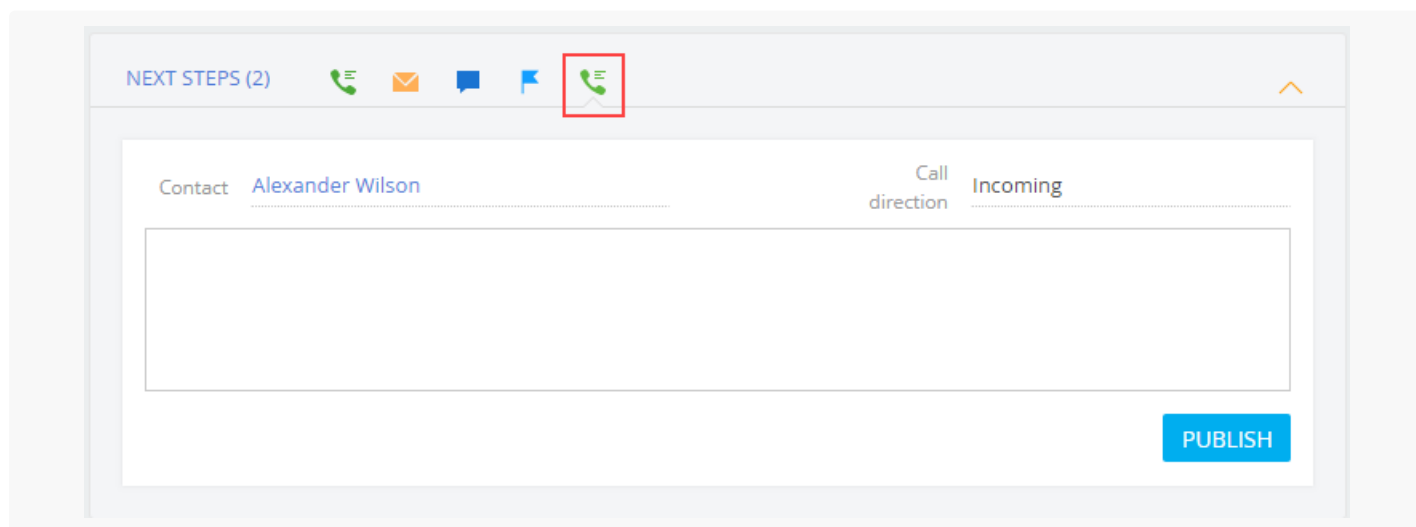 NEXT STEPS (2)
Contact Alexander Wilson
Call direction Incoming
PUBLISH